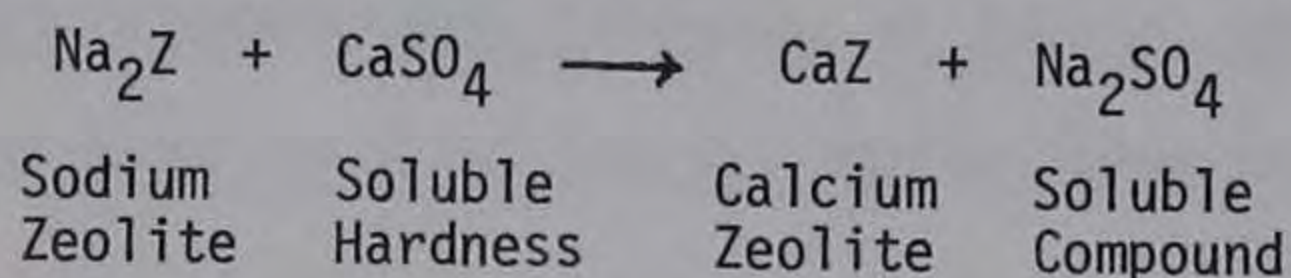 Na₂Z + CaSO₄ ⟶ CaZ + Na₂SO₄
Sodium Soluble Calcium Soluble
Zeolite Hardness Zeolite Compound